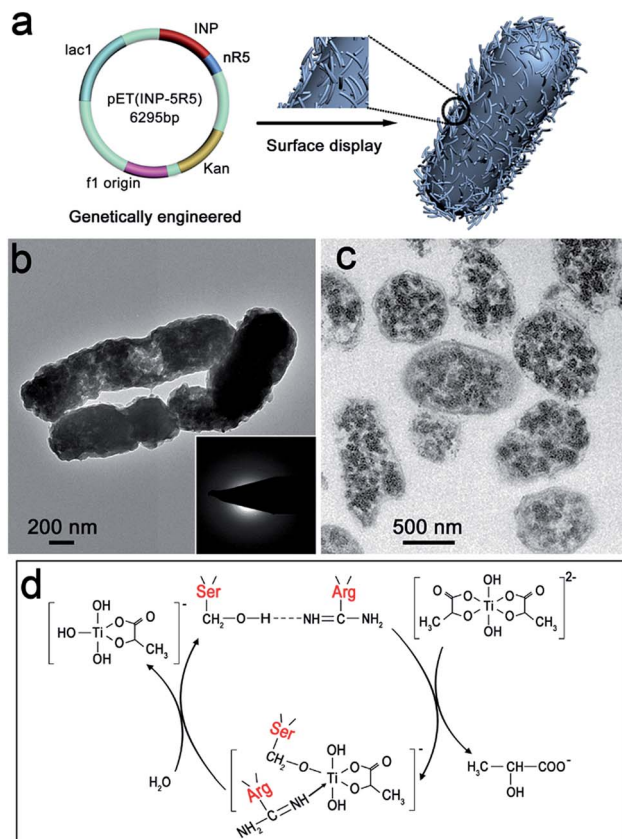 a
lac1
INP
nR5
pET(INP-5R5)
6295bp
f1 origin
Kan
Genetically engineered
Surface display
b
200 nm
c
500 nm
d
[ OH HO—Ti O O O CH₃ OH ]⁻
Ser
CH₂—O—H-----NH=C—NH₂
Arg
[ O O CH₃ OH Ti OH O O CH₃ ]²⁻
H₂O
[ Ser CH₂—O OH Ti O O O CH₃ OH Arg NH₂—C=NH ]⁻
H₃C—CH—COO⁻
OH